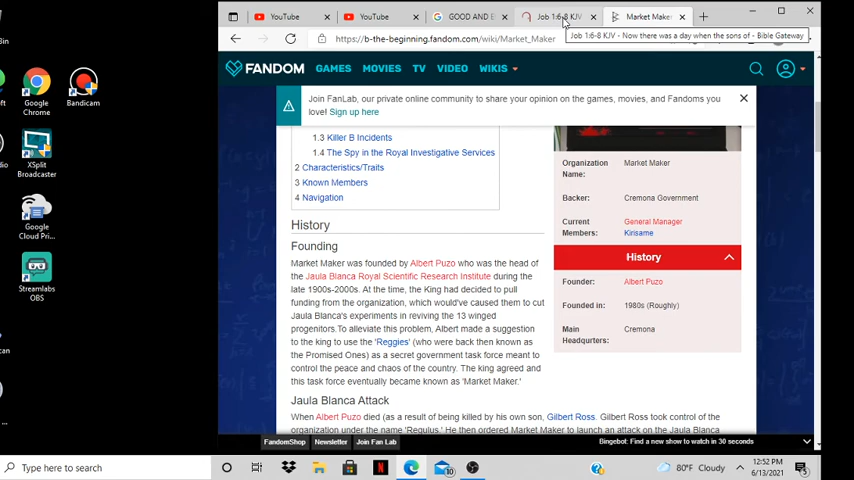 YouTube
YouTube
GOOD AND E
Job 1:6-8 KJV
Market Make
https://b-the-beginning.fandom.com/wiki/Market_Maker
Job 1:6-8 KJV - Now there was a day when the sons of - Bible Gateway
FANDOM GAMES MOVIES TV VIDEO WIKIS
Join FanLab, our private online community to share your opinion on the games, movies, and Fandoms you
love! Sign up here
1.3 Killer B Incidents
1.4 The Spy in the Royal Investigative Services
2 Characteristics/Traits
3 Known Members
4 Navigation
History
Founding
Market Maker was founded by Albert Puzo who was the head of
the Jaula Blanca Royal Scientific Research Institute during the
late 1900s-2000s. At the time, the King had decided to pull
funding from the organization, which would've caused them to cut
Jaula Blanca's experiments in reviving the 13 winged
progenitors.To alleviate this problem, Albert made a suggestion
to the king to use the 'Reggies' (who were back then known as
the Promised Ones) as a secret government task force meant to
control the peace and chaos of the country. The king agreed and
this task force eventually became known as 'Market Maker.'
Jaula Blanca Attack
When Albert Puzo died (as a result of being killed by his own son, Gilbert Ross. Gilbert Ross took control of the
organization under the name 'Regulus.' He then ordered Market Maker to launch an attack on the Jaula Blanca
Organization
Name:
Market Maker
Backer:
Cremona Government
Current
Members:
General Manager
Kirisame
History
Founder:
Albert Puzo
Founded in:
1980s (Roughly)
Main
Headqurters:
Cremona
FandomShop
Newsletter
Join Fan Lab
Bingebot: Find a new show to watch in 30 seconds
Google
Chrome
Bandicam
XSplit
Broadcaster
Google
Cloud Pri...
Streamlabs
OBS
Type here to search
10
80°F Cloudy
12:52 PM
6/13/2021
5